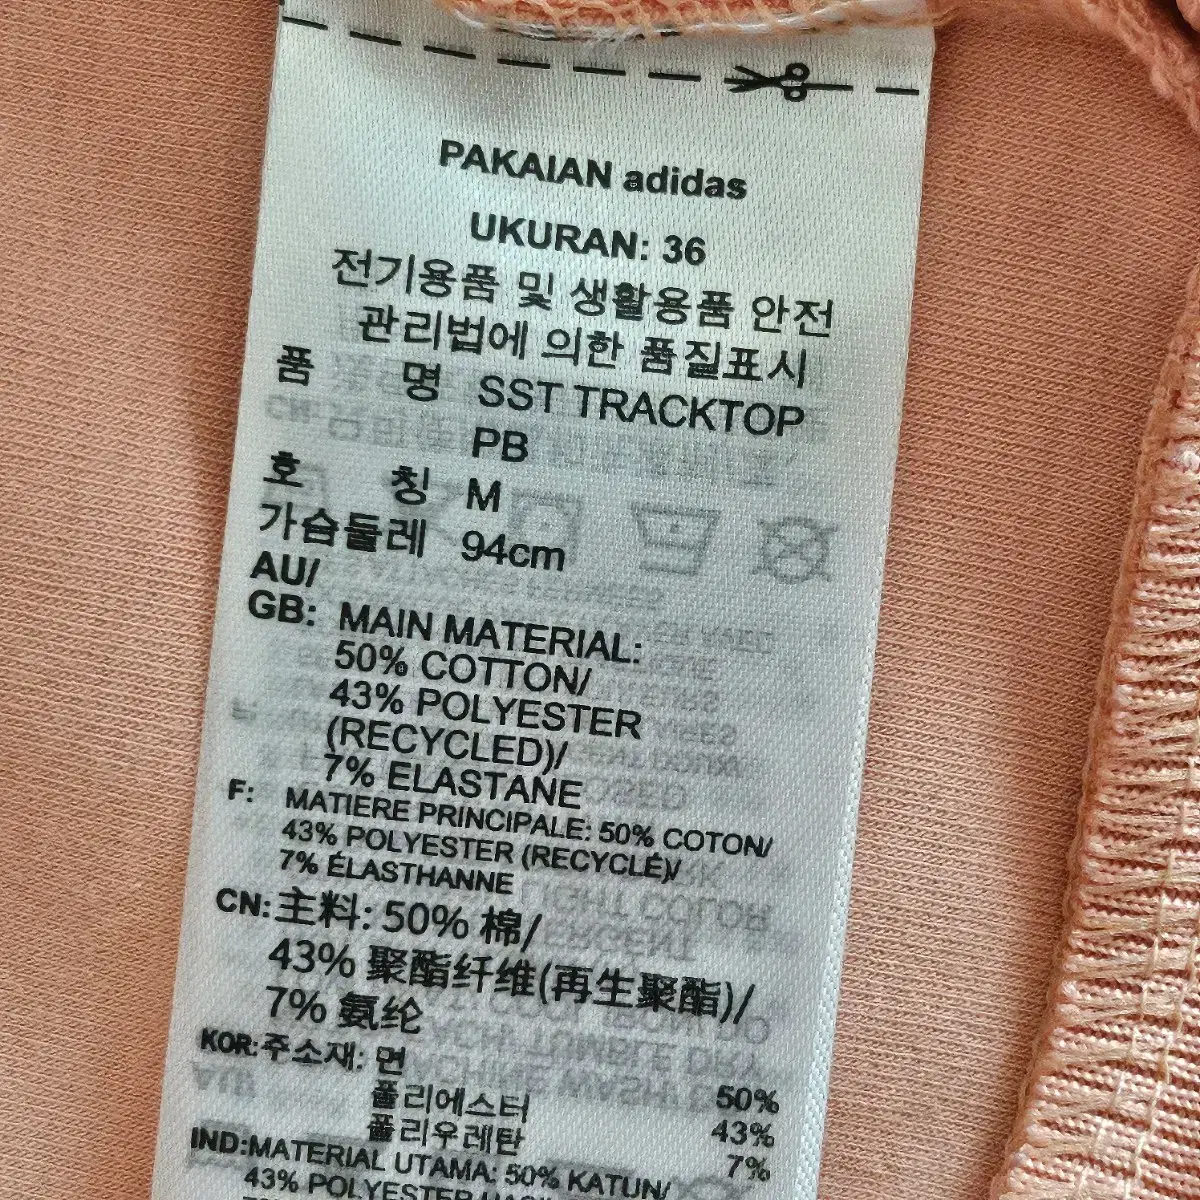 PAKAIAN adidas
UKURAN: 36
전기용품 및 생활용품 안전
관리법에 의한 품질표시
품 명 SST TRACKTOP
PB
호 칭 M
가슴둘레 94cm
AU/
GB: MAIN MATERIAL:
50% COTTON/
43% POLYESTER
(RECYCLED)/
7% ELASTANE
F: MATIERE PRINCIPALE: 50% COTON/
43% POLYESTER (RECYCLÉ)/
7% ÉLASTHANNE
CN: 主料: 50% 棉/
43% 聚酯纤维(再生聚酯)/
7% 氨纶
KOR: 주소재: 면 50%
폴리에스터 43%
폴리우레탄 7%
IND: MATERIAL UTAMA: 50% KATUN/
43% POLYESTER